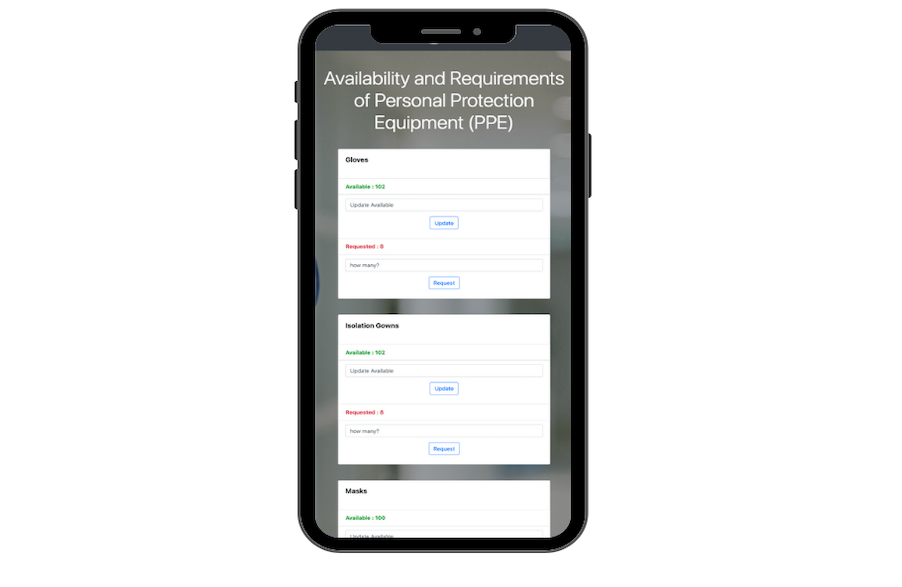 Availability and Requirements
of Personal Protection
Equipment (PPE)
Gloves
Available : 102
Update Available
Update
Requested : 8
how many?
Request
Isolation Gowns
Available : 102
Update Available
Update
Requested : 8
how many?
Request
Masks
Available : 100
Update Available